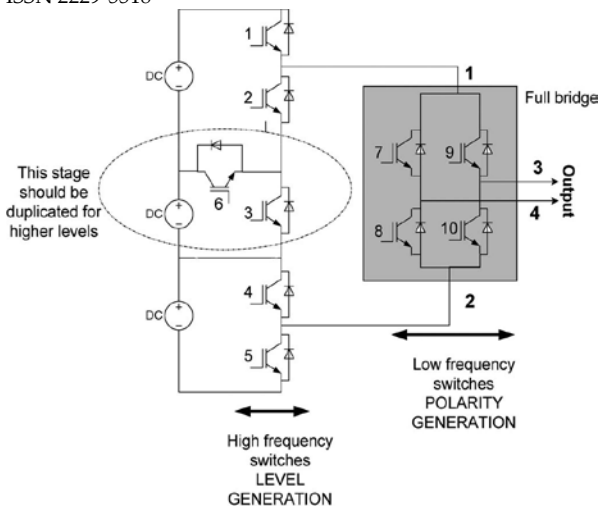 ISSN 2229-5518
1
DC
+
−
2
1
Full bridge
7
9
This stage
should be
duplicated for
higher levels
6
DC
+
−
3
3
4
Output
8
10
4
DC
+
−
2
5
Low frequency
switches
POLARITY
GENERATION
High frequency
switches
LEVEL
GENERATION